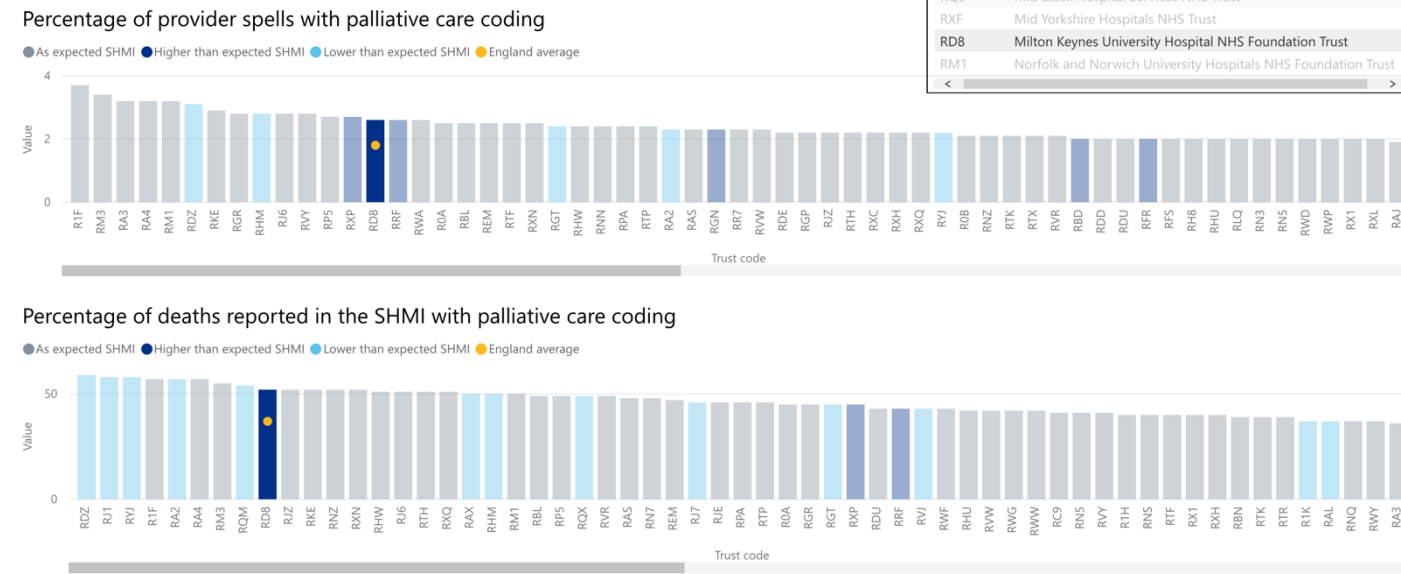 Percentage of provider spells with palliative care coding
RXF Mid Yorkshire Hospitals NHS Trust
RD8 Milton Keynes University Hospital NHS Foundation Trust
RM1 Norfolk and Norwich University Hospitals NHS Foundation Trust
As expected SHMI Higher than expected SHMI Lower than expected SHMI England average
4
2
0
Value
R1F RM3 RA3 RA4 RM1 RDZ RKE RGR RHM RJ6 RVY RP5 RXP RD8 RRF RWA R0A RBL REM RTF RXN RGT RHW RNN RPA RTP RA2 RAS RGN RR7 RVW RDE RGP RJZ RTH RXC RXH RXQ RYJ R0B RNZ RTK RTX RVR RBD RDD RDU RFR RFS RH8 RHU RLQ RN3 RN5 RWD RWP RX1 RXL RAJ
Trust code
Percentage of deaths reported in the SHMI with palliative care coding
As expected SHMI Higher than expected SHMI Lower than expected SHMI England average
50
0
Value
RDZ RJ1 RYJ R1F RA2 RA4 RM3 RQM RD8 RJZ RKE RNZ RXN RHW RJ6 RTH RXQ RAX RHM RM1 RBL RP5 RQX RVR RAS RN7 REM RJ7 RJE RPA RTP R0A RGR RGT RXP RDU RRF RVJ RWF RHU RVW RWG RWW RC9 RN5 RVY R1H RNS RTF RX1 RXH RBN RTK RTR R1K RAL RNQ RWY RA3
Trust code